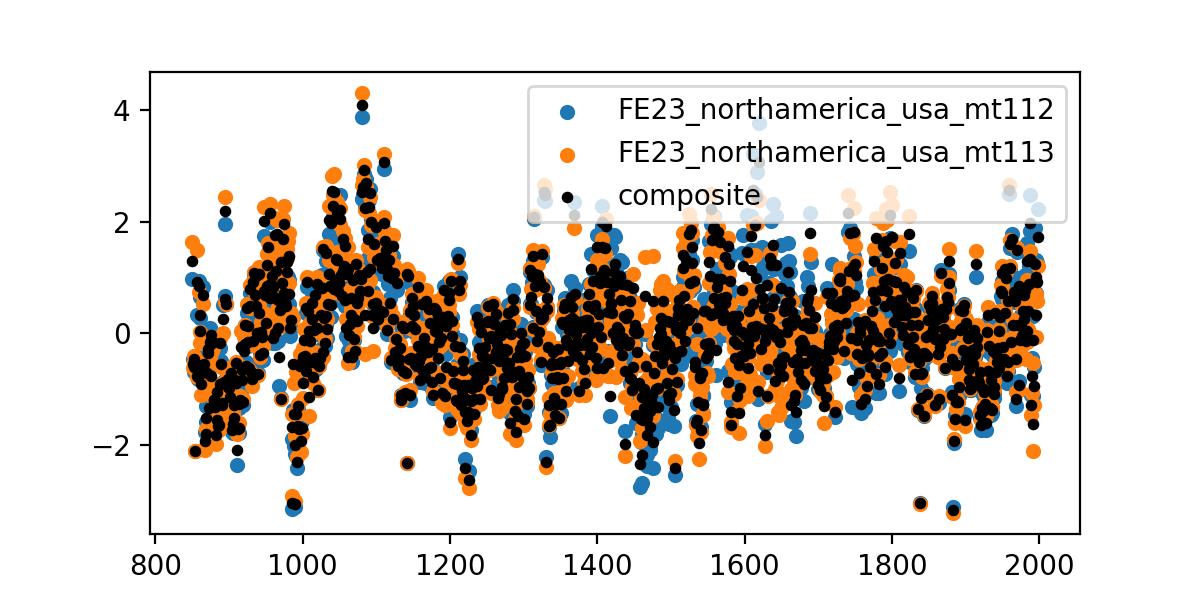 4
2
0
−2
800 1000 1200 1400 1600 1800 2000
FE23_northamerica_usa_mt112
FE23_northamerica_usa_mt113
composite